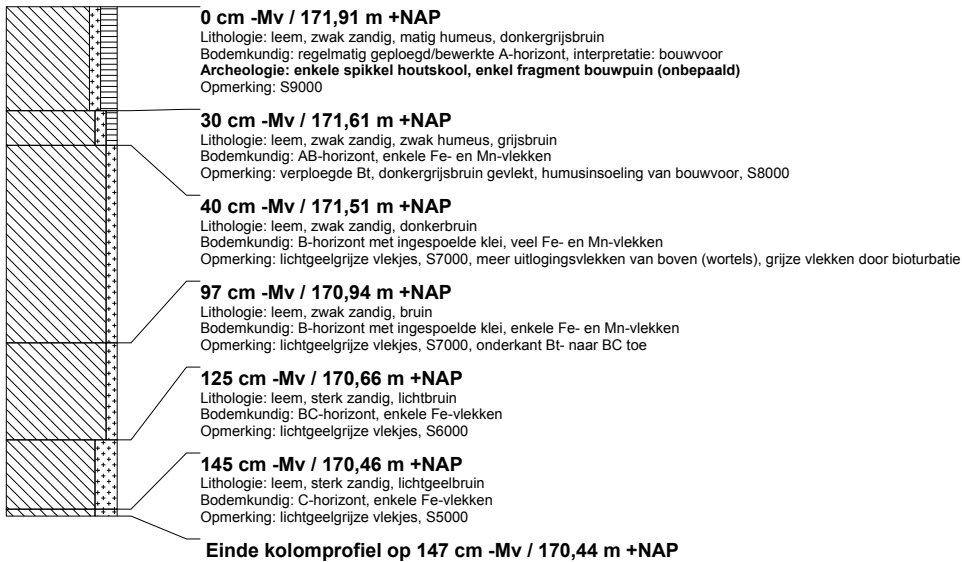 0 cm -Mv / 171,91 m +NAP
Lithologie: leem, zwak zandig, matig humeus, donkergrijsbruin
Bodemkundig: regelmatig geploegd/bewerkte A-horizont, interpretatie: bouwvoor
Archeologie: enkele spikkel houtskool, enkel fragment bouwpuin (onbepaald)
Opmerking: S9000
30 cm -Mv / 171,61 m +NAP
Lithologie: leem, zwak zandig, zwak humeus, grijsbruin
Bodemkundig: AB-horizont, enkele Fe- en Mn-vlekken
Opmerking: verploegde Bt, donkergrijsbruin gevlekt, humusinsoeling van bouwvoor, S8000
40 cm -Mv / 171,51 m +NAP
Lithologie: leem, zwak zandig, donkerbruin
Bodemkundig: B-horizont met ingespoelde klei, veel Fe- en Mn-vlekken
Opmerking: lichtgeelgrijze vlekjes, S7000, meer uitlogingsvlekken van boven (wortels), grijze vlekken door bioturbatie
97 cm -Mv / 170,94 m +NAP
Lithologie: leem, zwak zandig, bruin
Bodemkundig: B-horizont met ingespoelde klei, enkele Fe- en Mn-vlekken
Opmerking: lichtgeelgrijze vlekjes, S7000, onderkant Bt- naar BC toe
125 cm -Mv / 170,66 m +NAP
Lithologie: leem, sterk zandig, lichtbruin
Bodemkundig: BC-horizont, enkele Fe-vlekken
Opmerking: lichtgeelgrijze vlekjes, S6000
145 cm -Mv / 170,46 m +NAP
Lithologie: leem, sterk zandig, lichtgeelbruin
Bodemkundig: C-horizont, enkele Fe-vlekken
Opmerking: lichtgeelgrijze vlekjes, S5000
Einde kolomprofiel op 147 cm -Mv / 170,44 m +NAP